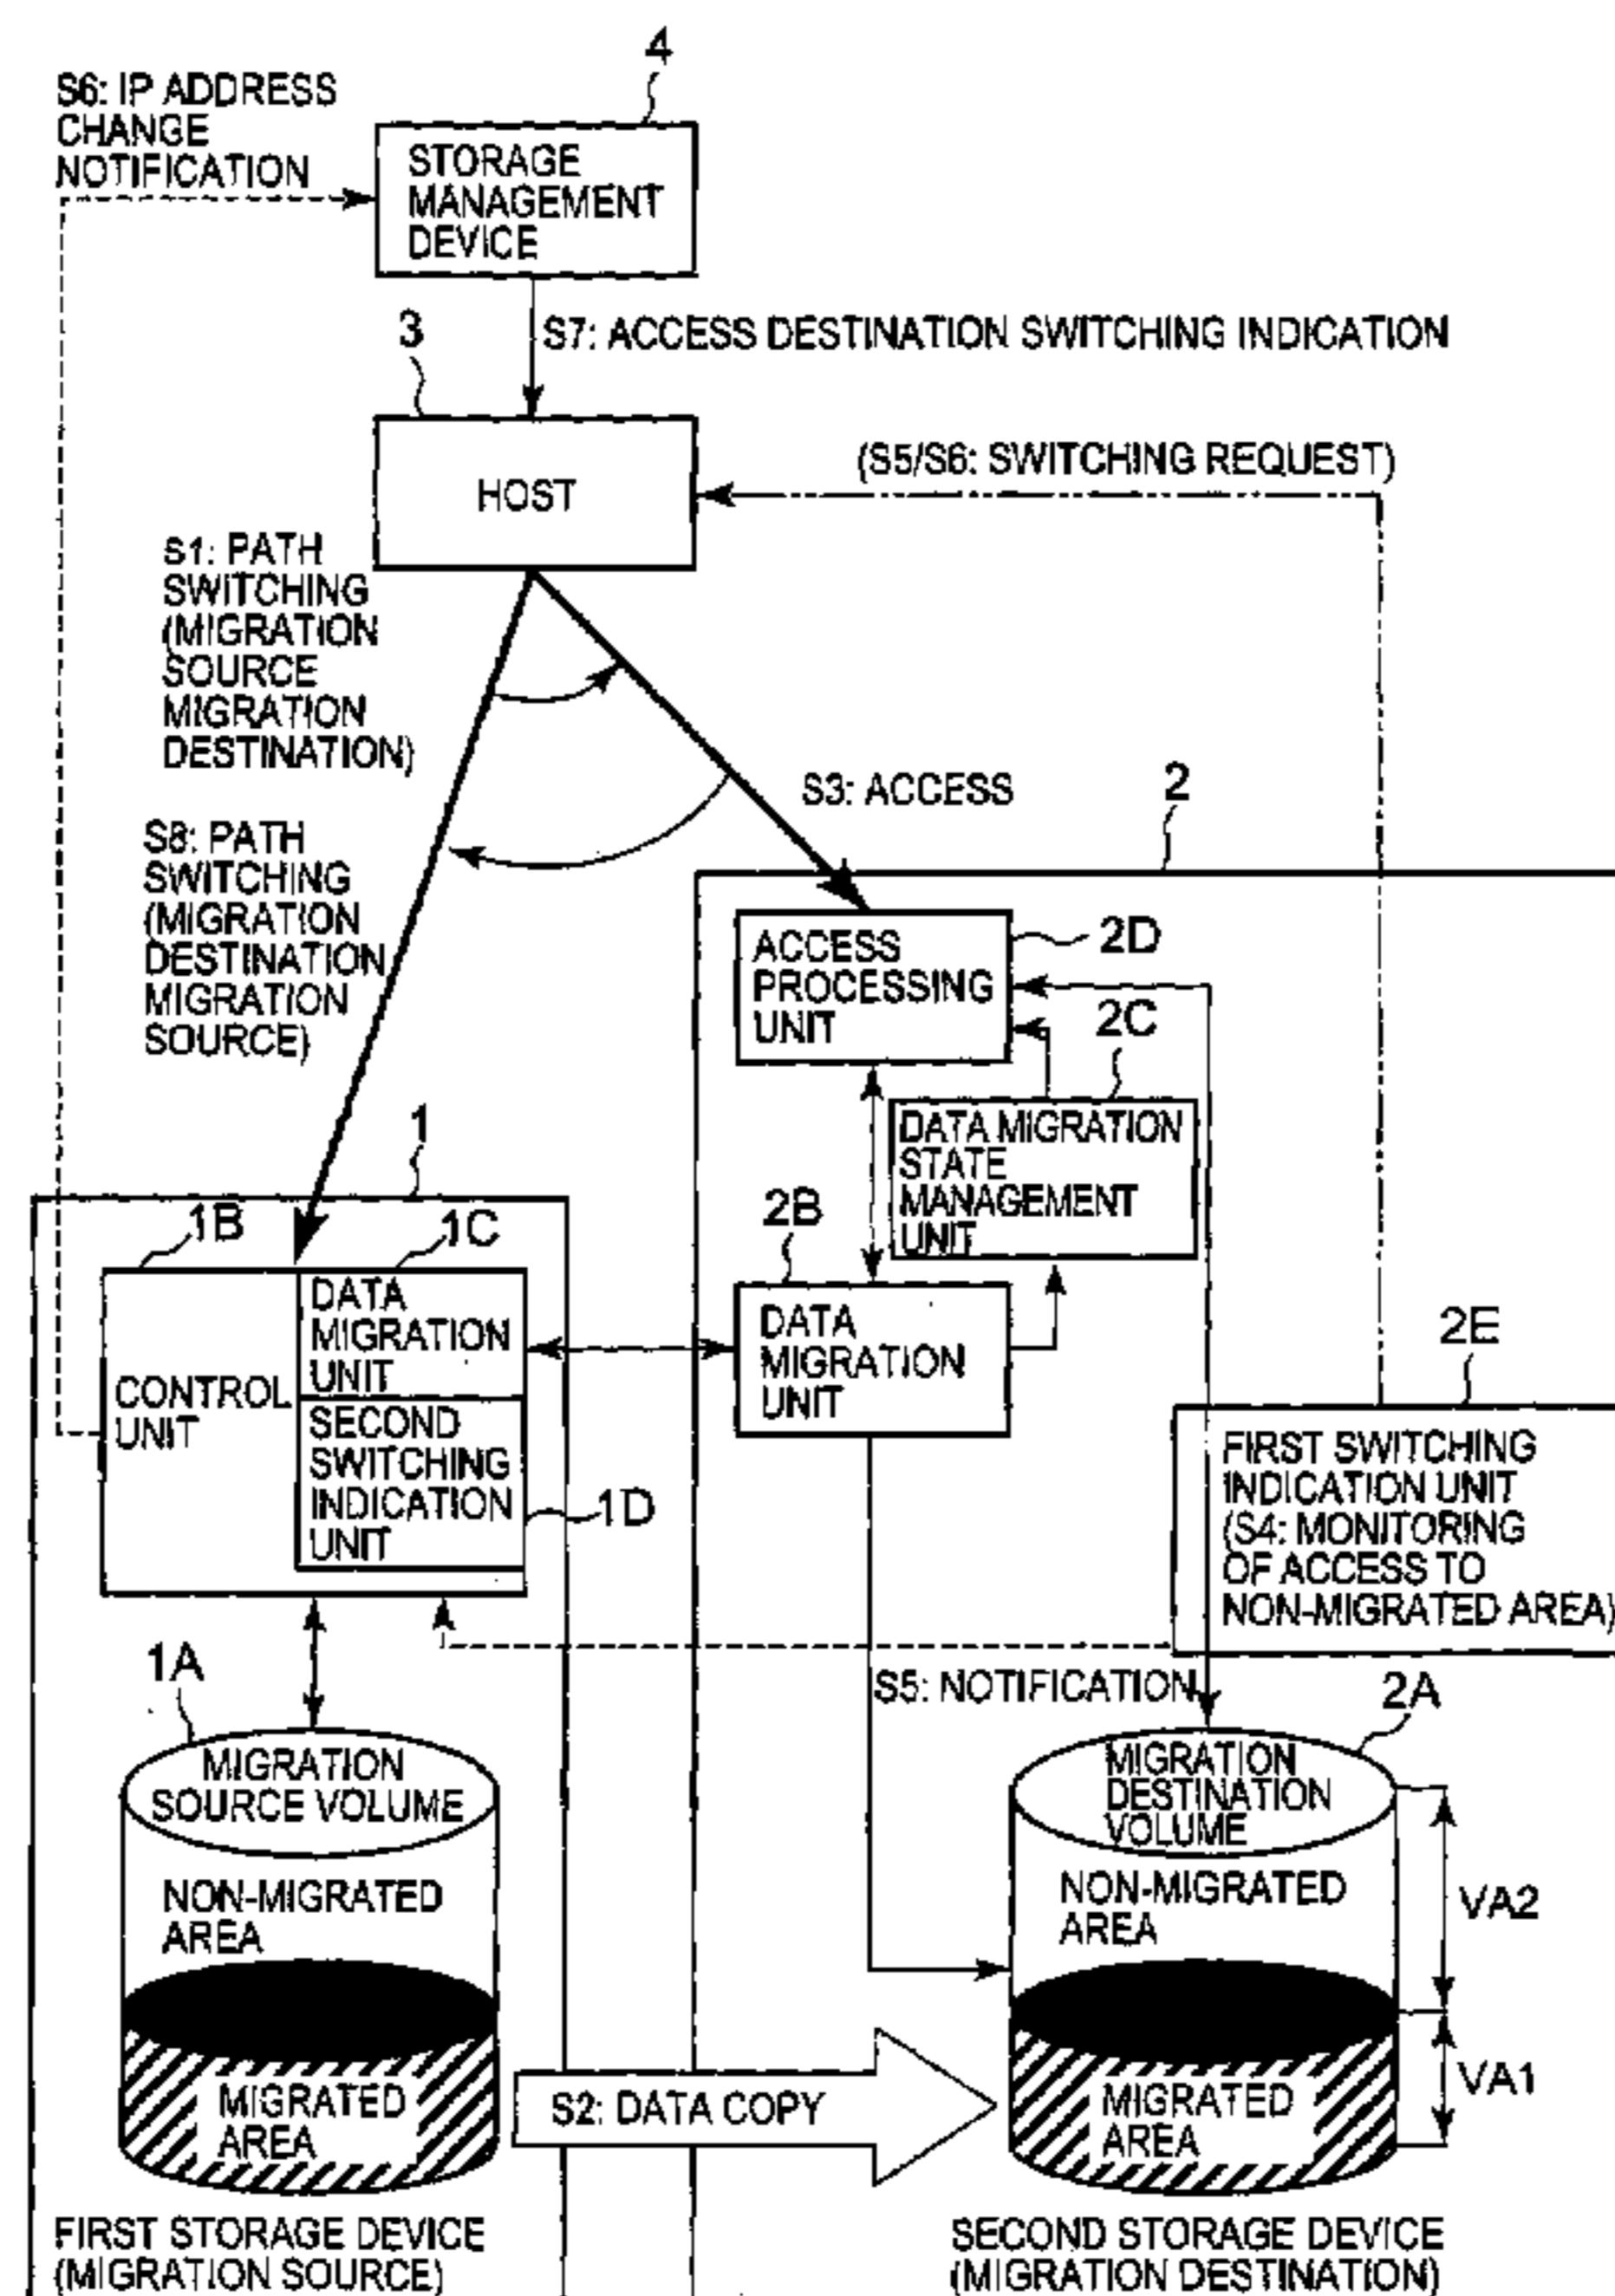 4
S6: IP ADDRESS
CHANGE
NOTIFICATION
STORAGE
MANAGEMENT
DEVICE
3
S7: ACCESS DESTINATION SWITCHING INDICATION
HOST
(S5/S6: SWITCHING REQUEST)
S1: PATH
SWITCHING
(MIGRATION
SOURCE
MIGRATION
DESTINATION)
S3: ACCESS
2
S8: PATH
SWITCHING
(MIGRATION
DESTINATION
MIGRATION
SOURCE)
ACCESS
PROCESSING
UNIT
2D
2C
DATA MIGRATION
STATE
MANAGEMENT
UNIT
1
1B
1C
2B
DATA
MIGRATION
UNIT
CONTROL
UNIT
SECOND
SWITCHING
INDICATION
UNIT
1D
DATA
MIGRATION
UNIT
2E
FIRST SWITCHING
INDICATION UNIT
(S4: MONITORING
OF ACCESS TO
NON-MIGRATED AREA)
S5: NOTIFICATION
1A
2A
MIGRATION
SOURCE VOLUME
MIGRATION
DESTINATION
VOLUME
NON-MIGRATED
AREA
NON-MIGRATED
AREA
VA2
MIGRATED
AREA
S2: DATA COPY
MIGRATED
AREA
VA1
FIRST STORAGE DEVICE
(MIGRATION SOURCE)
SECOND STORAGE DEVICE
(MIGRATION DESTINATION)